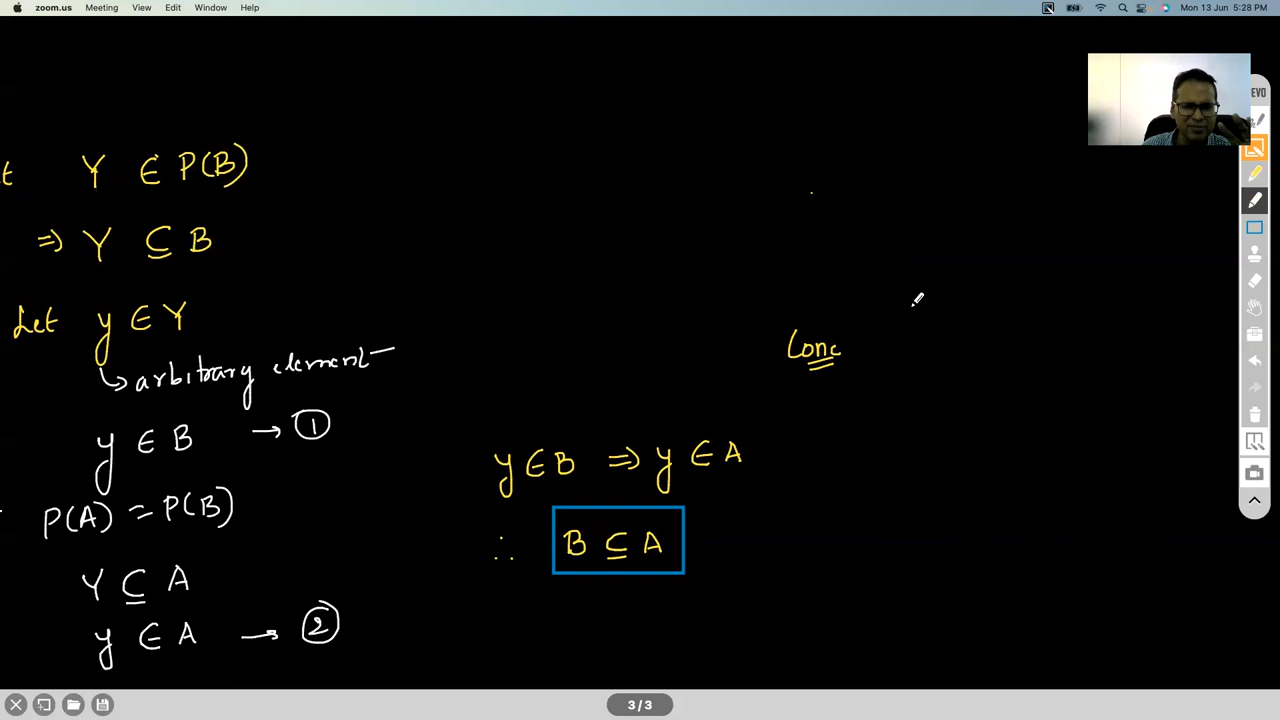 zoom.us Meeting View Edit Window Help Mon 13 Jun 5:28 PM
EVO
Y ∈ P(B)
⇒ Y ⊆ B
Let y ∈ Y
↳ arbitrary element
y ∈ B → ①
P(A) = P(B)
Y ⊆ A
y ∈ A → ②
Conc
y ∈ B ⇒ y ∈ A
∴ B ⊆ A
3/3